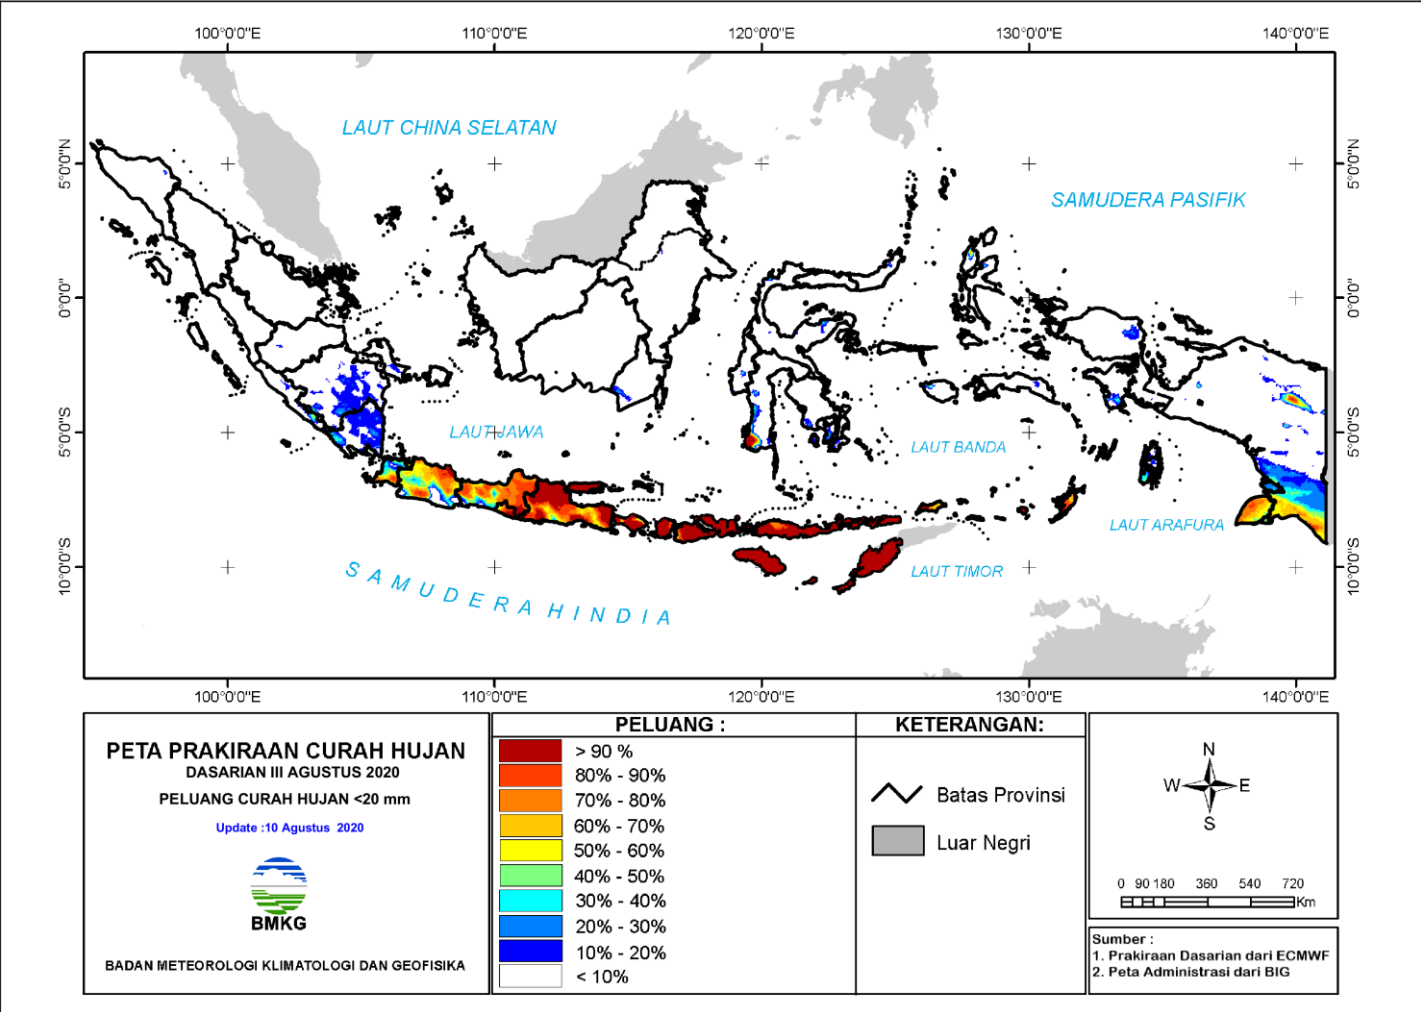 100°0'0"E 110°0'0"E 120°0'0"E 130°0'0"E 140°0'0"E
5°0'0"N
0°0'0"
5°0'0"S
10°0'0"S
5°0'0"N
0°0'0"
5°0'0"S
10°0'0"S
LAUT CHINA SELATAN
SAMUDERA PASIFIK
LAUT JAWA
LAUT BANDA
LAUT ARAFURA
LAUT TIMOR
SAMUDERA HINDIA
100°0'0"E 110°0'0"E 120°0'0"E 130°0'0"E 140°0'0"E
PETA PRAKIRAAN CURAH HUJAN
DASARIAN III AGUSTUS 2020
PELUANG CURAH HUJAN <20 mm
Update :10 Agustus 2020
BMKG
BADAN METEOROLOGI KLIMATOLOGI DAN GEOFISIKA
PELUANG :
> 90 %
80% - 90%
70% - 80%
60% - 70%
50% - 60%
40% - 50%
30% - 40%
20% - 30%
10% - 20%
< 10%
KETERANGAN:
Batas Provinsi
Luar Negri
N
W E
S
0 90 180 360 540 720
Km
Sumber :
1. Prakiraan Dasarian dari ECMWF
2. Peta Administrasi dari BIG